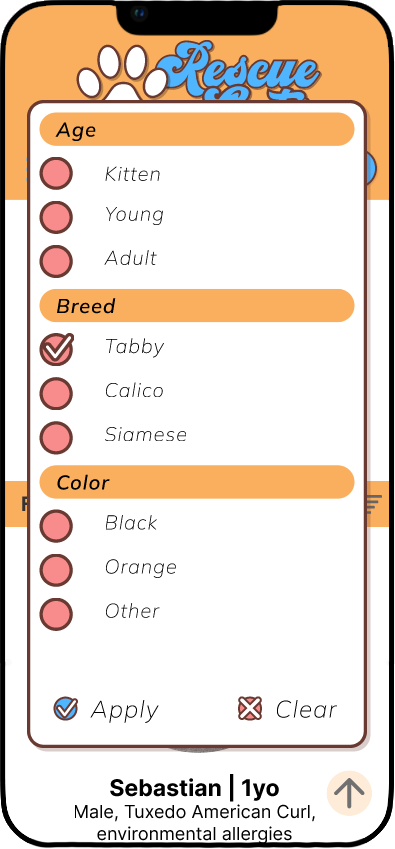 Rescue
Age
Kitten
Young
Adult
Breed
Tabby
Calico
Siamese
Color
Black
Orange
Other
Apply
Clear
Sebastian | 1yo
Male, Tuxedo American Curl,
environmental allergies